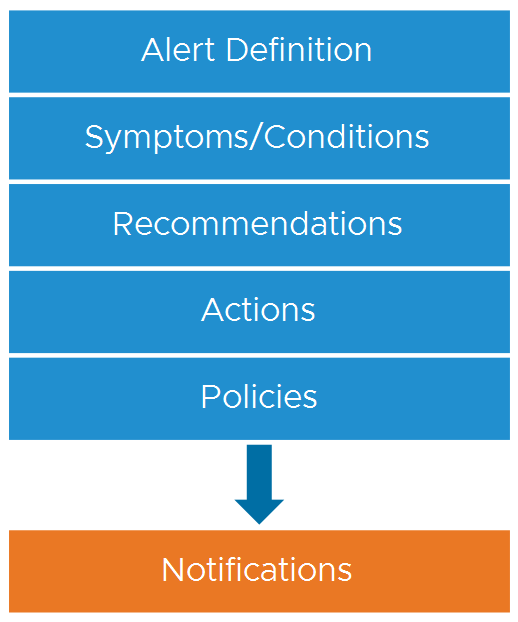 Alert Definition
Symptoms/Conditions
Recommendations
Actions
Policies
Notifications